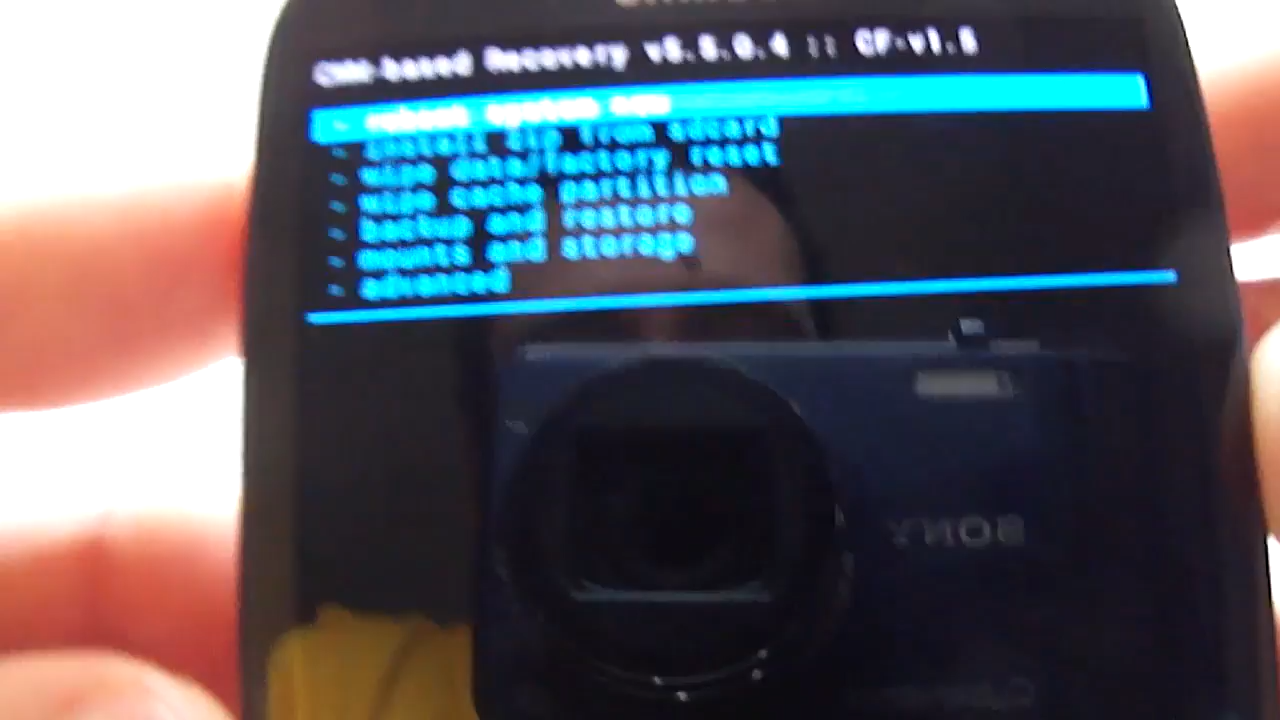 CWM-based Recovery v5.5.0.4 :: CF-v1.5
- reboot system now
- install zip from sdcard
- wipe data/factory reset
- wipe cache partition
- backup and restore
- mounts and storage
- advanced
SONY